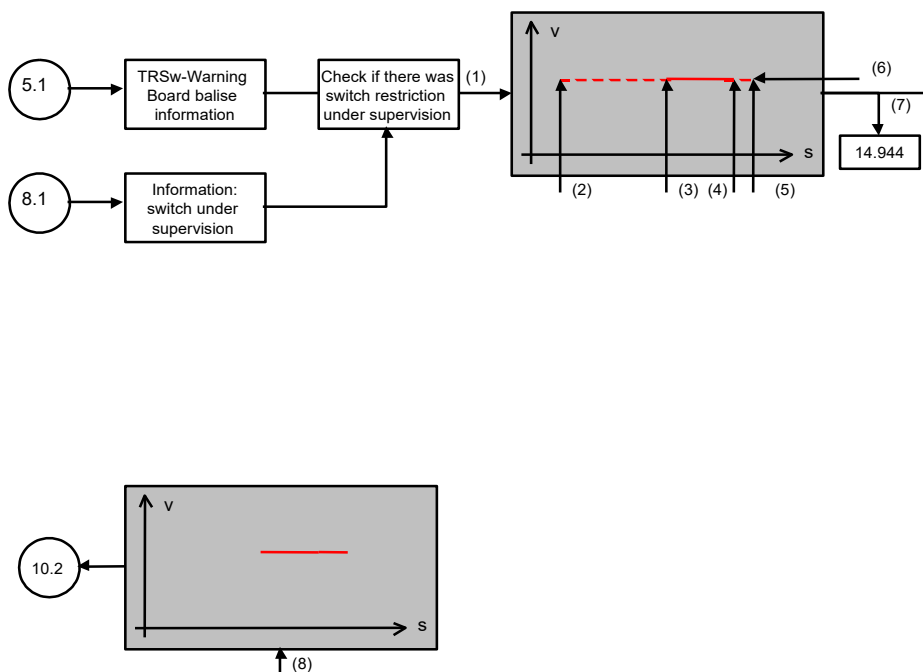 5.1
TRSw-Warning
Board balise
information
Check if there was
switch restriction
under supervision
(1)
v
s
(2)
(3)
(4)
(5)
(6)
(7)
14.944
8.1
Information:
switch under
supervision
10.2
v
s
(8)